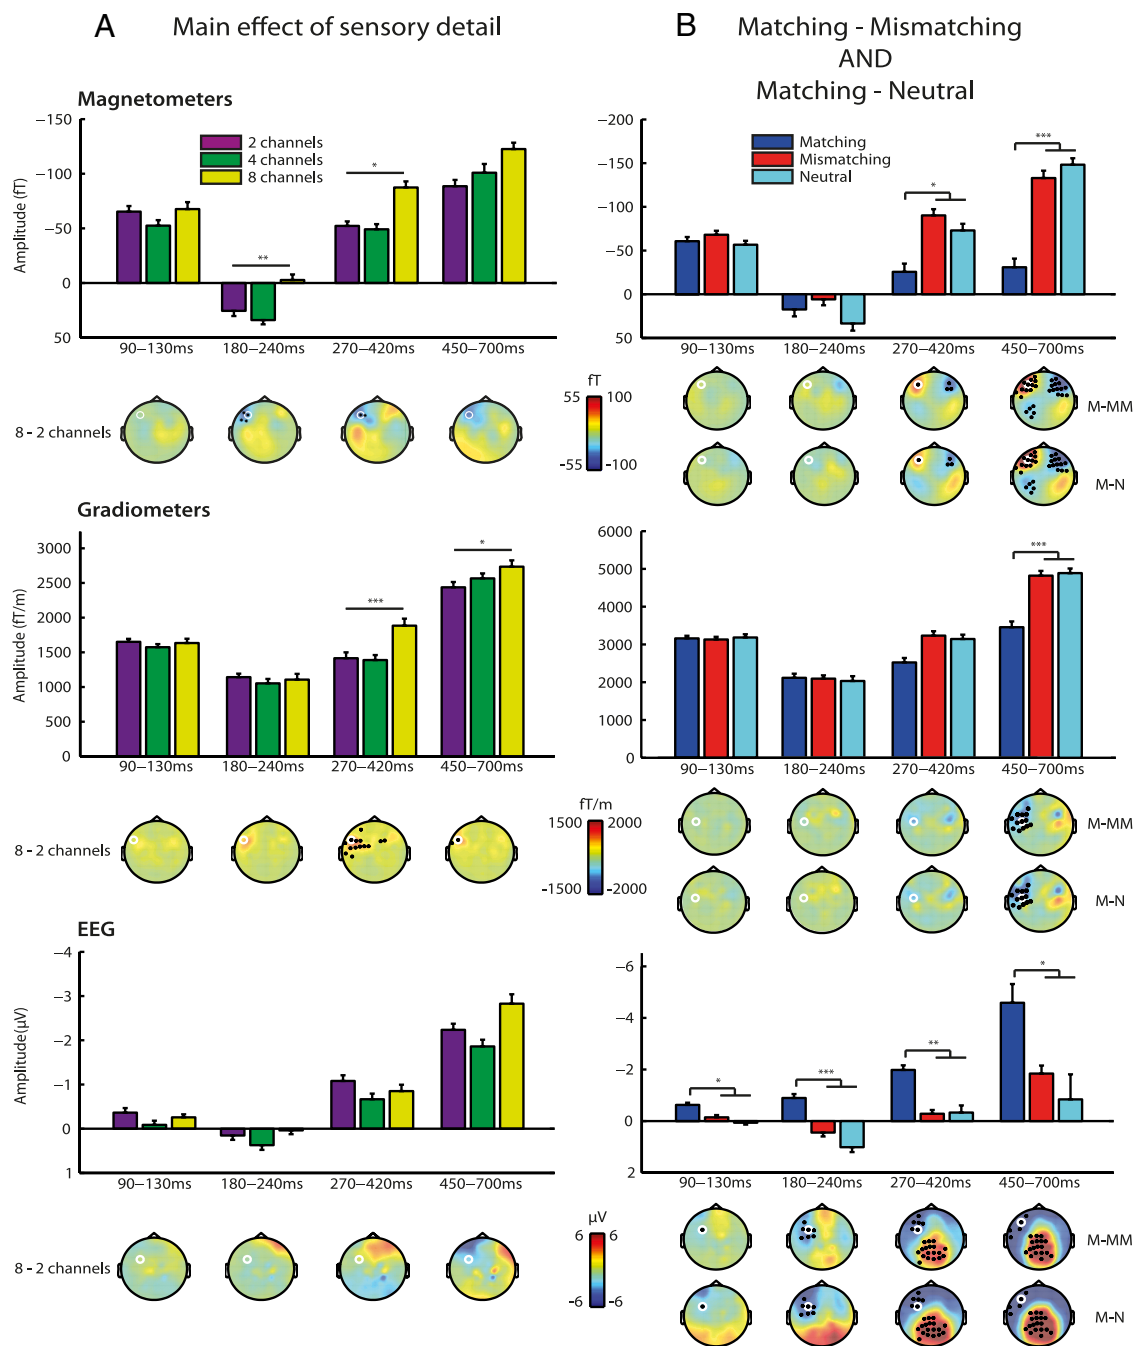 A Main effect of sensory detail
B Matching - Mismatching
AND
Matching - Neutral
Magnetometers
−150
−100
−50
0
50
Amplitude (fT)
2 channels
4 channels
8 channels
**
*
90−130ms 180−240ms 270−420ms 450−700ms
−200
−150
−100
−50
0
50
Matching
Mismatching
Neutral
*
***
90−130ms 180−240ms 270−420ms 450−700ms
8 - 2 channels
fT
55 100
-55 -100
M-MM
M-N
Gradiometers
3000
2500
2000
1500
1000
500
0
Amplitude (fT/m)
***
*
90−130ms 180−240ms 270−420ms 450−700ms
6000
5000
4000
3000
2000
1000
0
***
90−130ms 180−240ms 270−420ms 450−700ms
8 - 2 channels
fT/m
1500 2000
-1500 -2000
M-MM
M-N
EEG
−4
−3
−2
−1
0
1
Amplitude(µV)
90−130ms 180−240ms 270−420ms 450−700ms
−6
−4
−2
0
2
*
***
**
*
90−130ms 180−240ms 270−420ms 450−700ms
8 - 2 channels
µV
6 6
-6 -6
M-MM
M-N